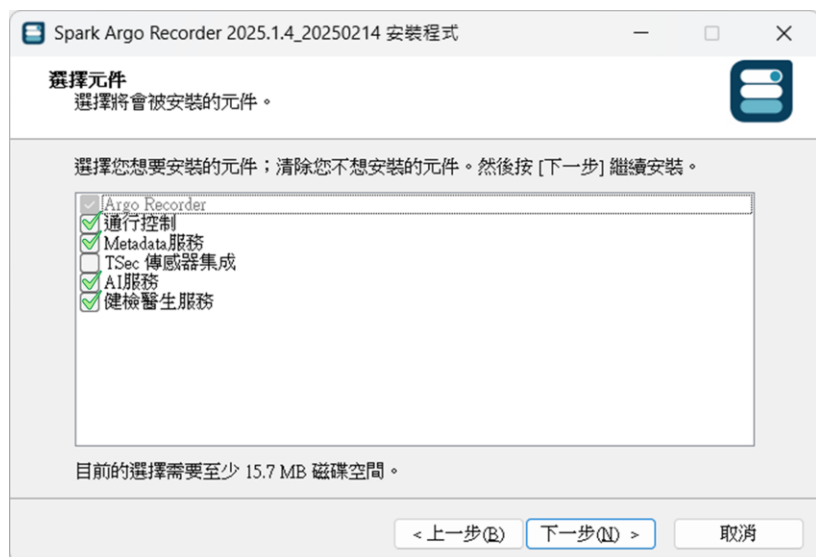 Spark Argo Recorder 2025.1.4_20250214 安裝程式
選擇元件
選擇將會被安裝的元件。
選擇您想要安裝的元件；清除您不想安裝的元件。然後按 [下一步] 繼續安裝。
Argo Recorder
通行控制
Metadata服務
TSec 傳感器集成
AI服務
健檢醫生服務
目前的選擇需要至少 15.7 MB 磁碟空間。
<上一步(B) 下一步(N) > 取消